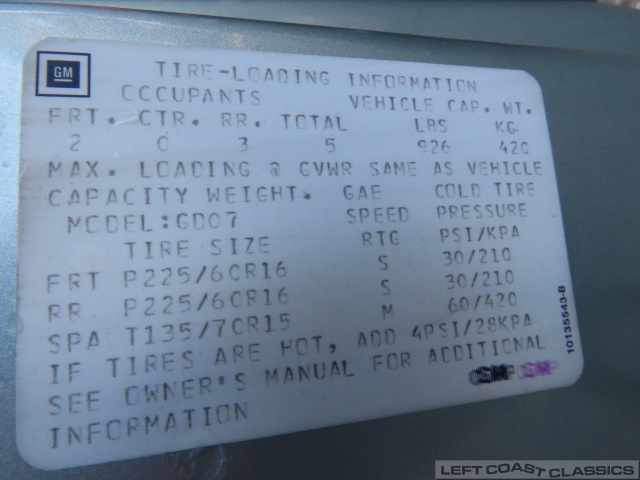 GM
TIRE-LOADING INFORMATION
OCCUPANTS VEHICLE CAP. WT.
FRT. CTR. RR. TOTAL LBS KG
2 0 3 5 926 420
MAX. LOADING @ GVWR SAME AS VEHICLE
CAPACITY WEIGHT. GAE COLD TIRE
MODEL:GD07 SPEED PRESSURE
TIRE SIZE RTG PSI/KPA
FRT P225/60R16 S 30/210
RR P225/60R16 S 30/210
SPA T135/70R15 M 60/420
IF TIRES ARE HOT, ADD 4PSI/28KPA
SEE OWNER'S MANUAL FOR ADDITIONAL
INFORMATION
10135543-B
LEFT COAST CLASSICS